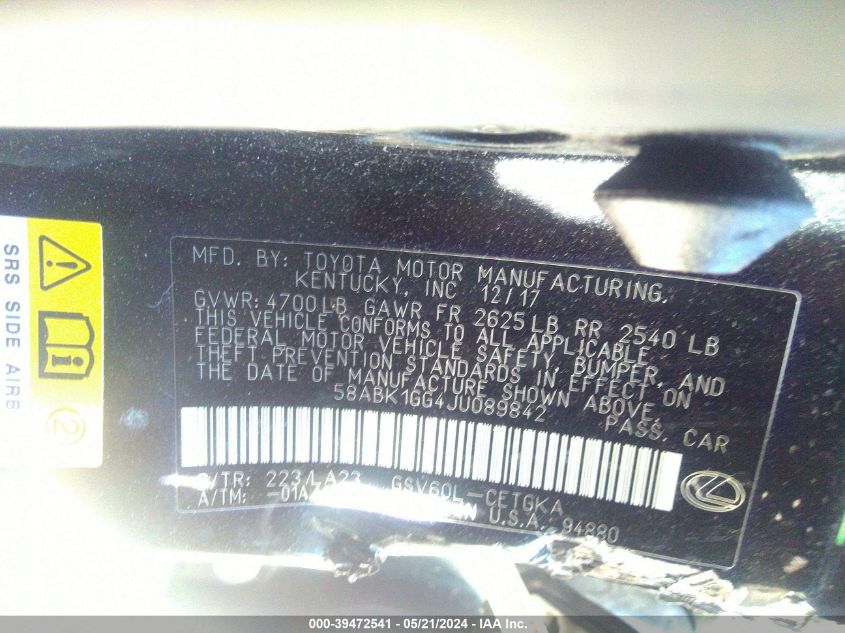 MFD. BY: TOYOTA MOTOR MANUFACTURING.
KENTUCKY, INC 12/17
GVWR: 4700LB GAWR FR 2625LB RR 2540 LB
THIS VEHICLE CONFORMS TO ALL APPLICABLE
FEDERAL MOTOR VEHICLE SAFETY, BUMPER, AND
THEFT PREVENTION STANDARDS IN EFFECT ON
THE DATE OF MANUFACTURE SHOWN ABOVE.
58ABK1GG4JU089842 PASS. CAR
C/TR: 223/LA23 GSV60L-CETGKA
A/TM: -01A U.S.A. 94880
SRS SIDE AIRB
2
000-39472541 - 05/21/2024 - IAA Inc.